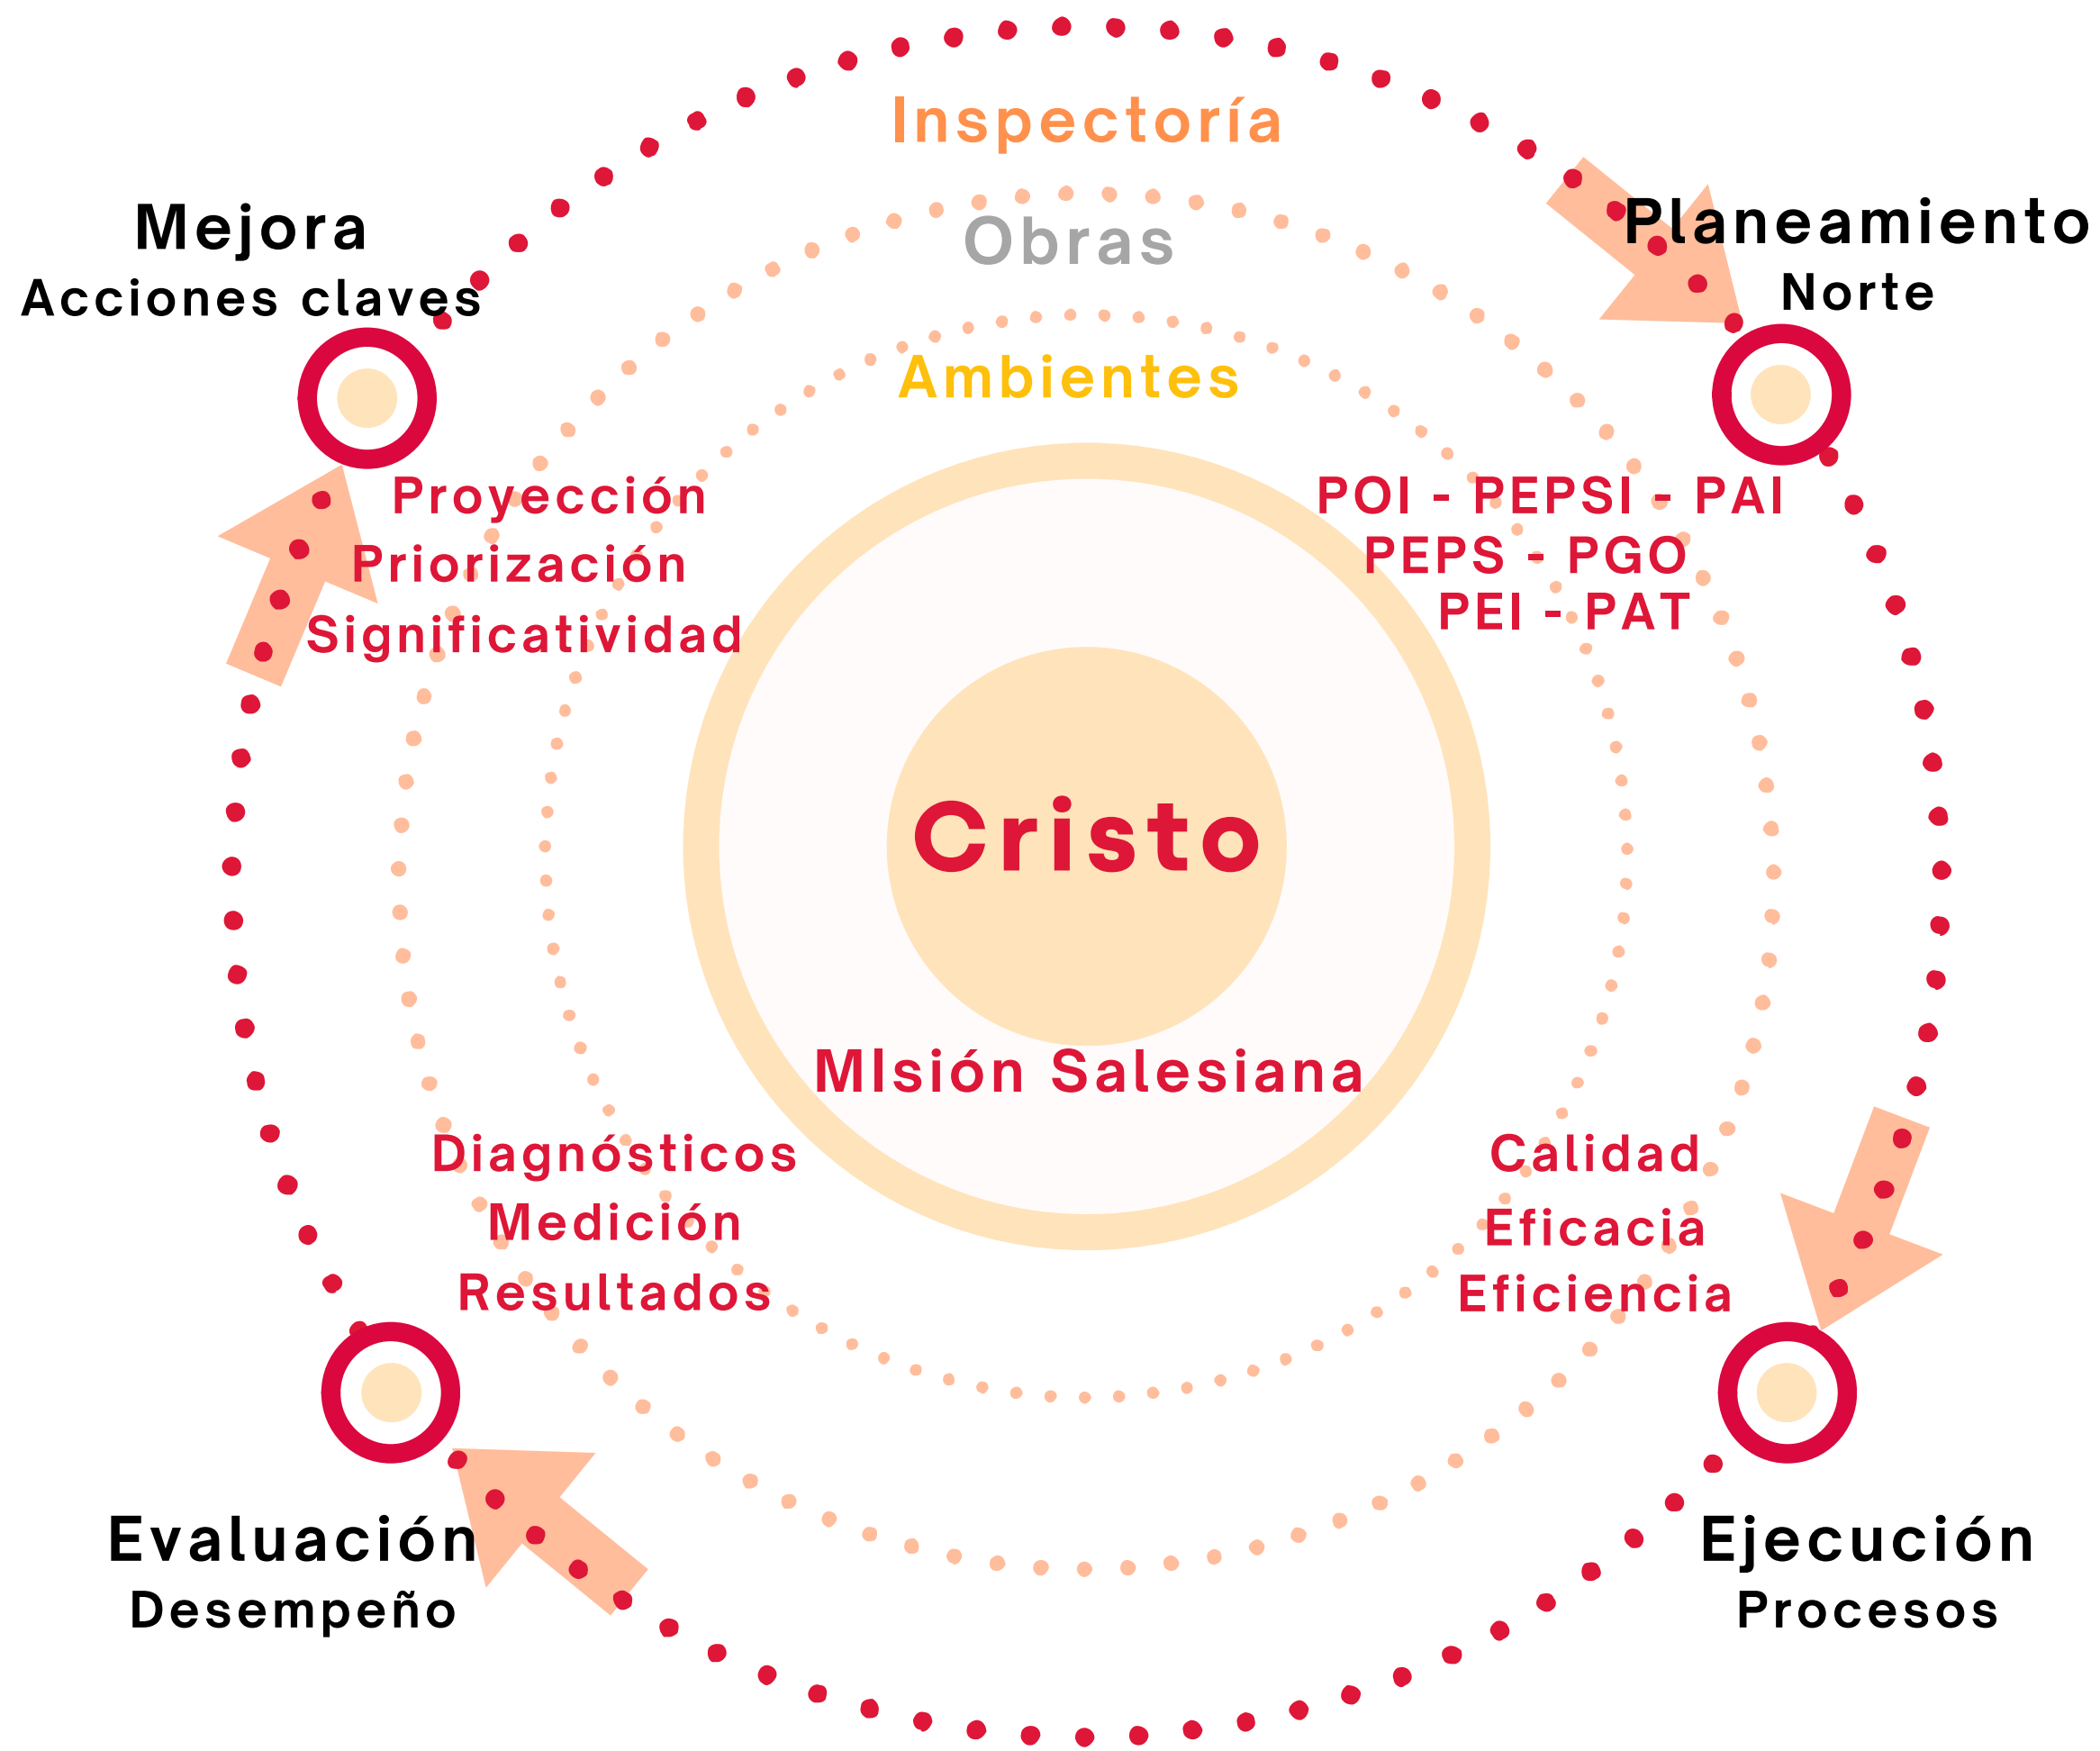 Inspectoría
Obras
Ambientes
Mejora
Acciones claves
Planeamiento
Norte
Proyección
Priorización
Significatividad
POI - PEPSI - PAI
PEPS - PGO
PEI - PAT
Cristo
MIsión Salesiana
Diagnósticos
Medición
Resultados
Calidad
Eficacia
Eficiencia
Evaluación
Desempeño
Ejecución
Procesos